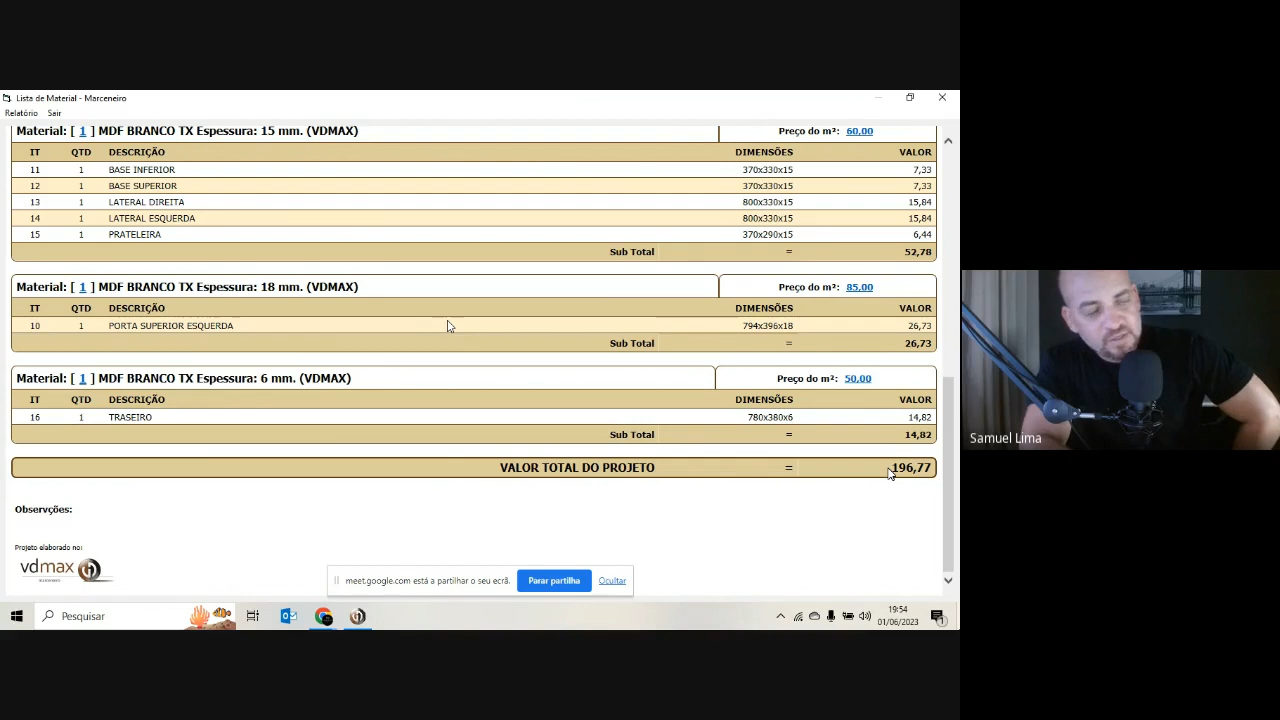 Lista de Material - Marceneiro
Relatório Sair
Material: [ 1 ] MDF BRANCO TX Espessura: 15 mm. (VDMAX) Preço do m²: 60,00
IT QTD DESCRIÇÃO DIMENSÕES VALOR
11 1 BASE INFERIOR 370x330x15 7,33
12 1 BASE SUPERIOR 370x330x15 7,33
13 1 LATERAL DIREITA 800x330x15 15,84
14 1 LATERAL ESQUERDA 800x330x15 15,84
15 1 PRATELEIRA 370x290x15 6,44
Sub Total = 52,78
Material: [ 1 ] MDF BRANCO TX Espessura: 18 mm. (VDMAX) Preço do m²: 85,00
IT QTD DESCRIÇÃO DIMENSÕES VALOR
10 1 PORTA SUPERIOR ESQUERDA 794x396x18 26,73
Sub Total = 26,73
Material: [ 1 ] MDF BRANCO TX Espessura: 6 mm. (VDMAX) Preço do m²: 50,00
IT QTD DESCRIÇÃO DIMENSÕES VALOR
16 1 TRASEIRO 780x380x6 14,82
Sub Total = 14,82
VALOR TOTAL DO PROJETO = 196,77
Observções:
Projeto elaborado no:
vdmax
meet.google.com está a partilhar o seu ecrã. Parar partilha Ocultar
Pesquisar
19:54
01/06/2023
1
Samuel Lima